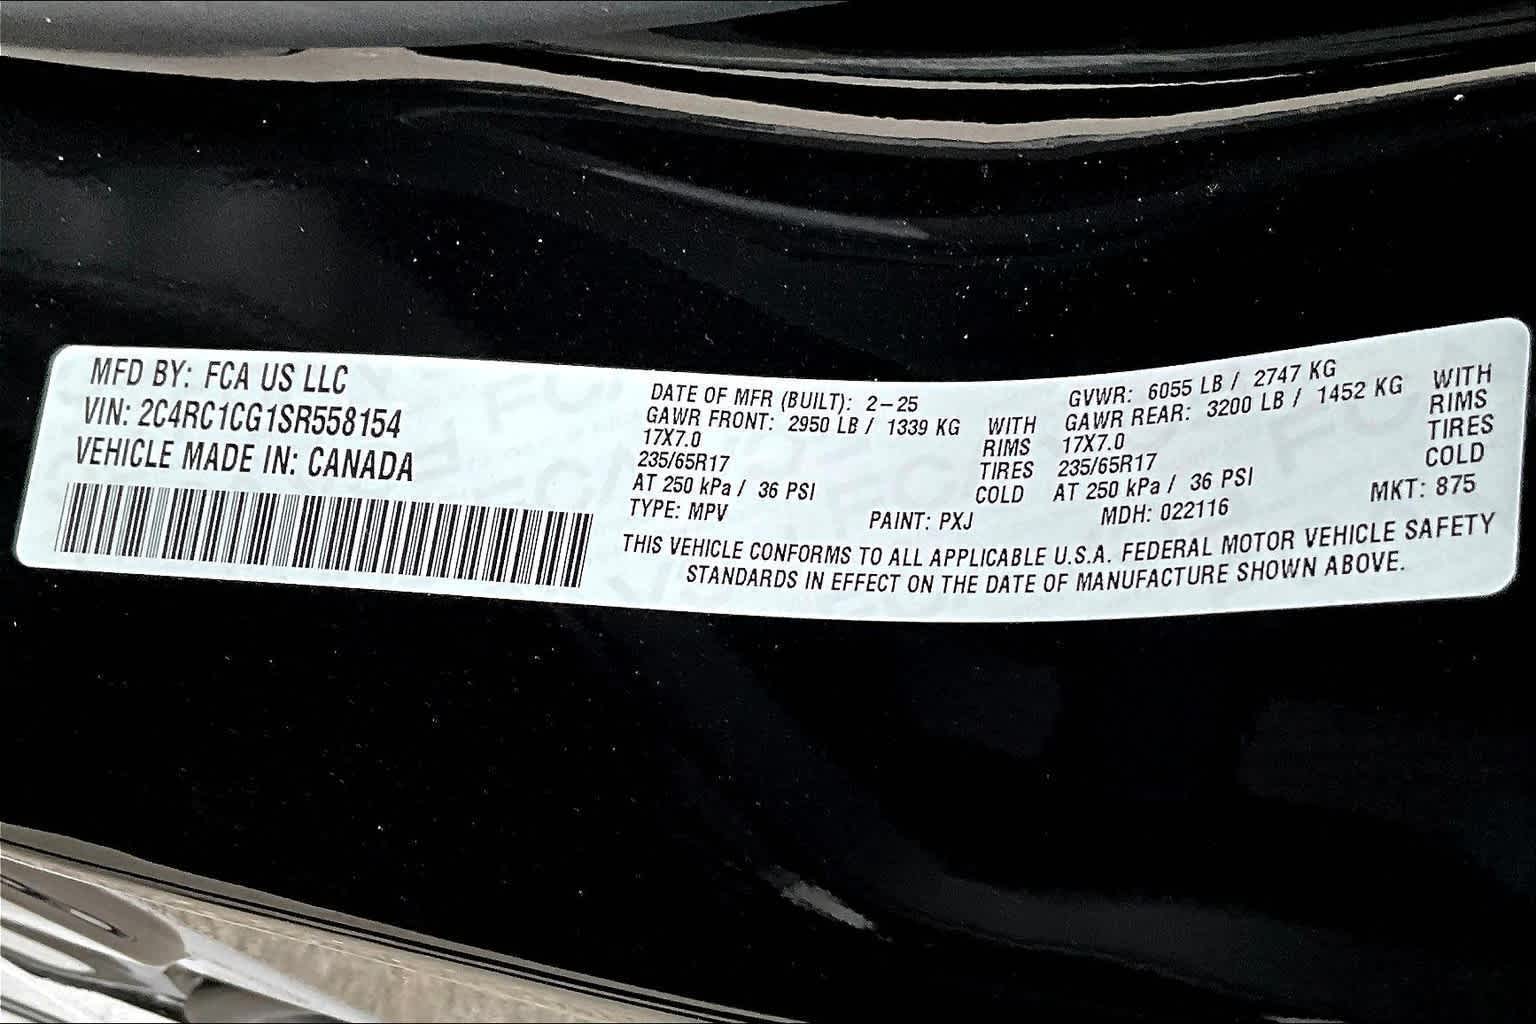 MFD BY: FCA US LLC
VIN: 2C4RC1CG1SR558154
VEHICLE MADE IN: CANADA
DATE OF MFR (BUILT): 2-25
GAWR FRONT: 2950 LB / 1339 KG WITH
17X7.0 RIMS
235/65R17 TIRES
AT 250 kPa / 36 PSI COLD
GVWR: 6055 LB / 2747 KG
GAWR REAR: 3200 LB / 1452 KG WITH
17X7.0 RIMS
235/65R17 TIRES
AT 250 kPa / 36 PSI COLD
TYPE: MPV PAINT: PXJ MDH: 022116 MKT: 875
THIS VEHICLE CONFORMS TO ALL APPLICABLE U.S.A. FEDERAL MOTOR VEHICLE SAFETY
STANDARDS IN EFFECT ON THE DATE OF MANUFACTURE SHOWN ABOVE.